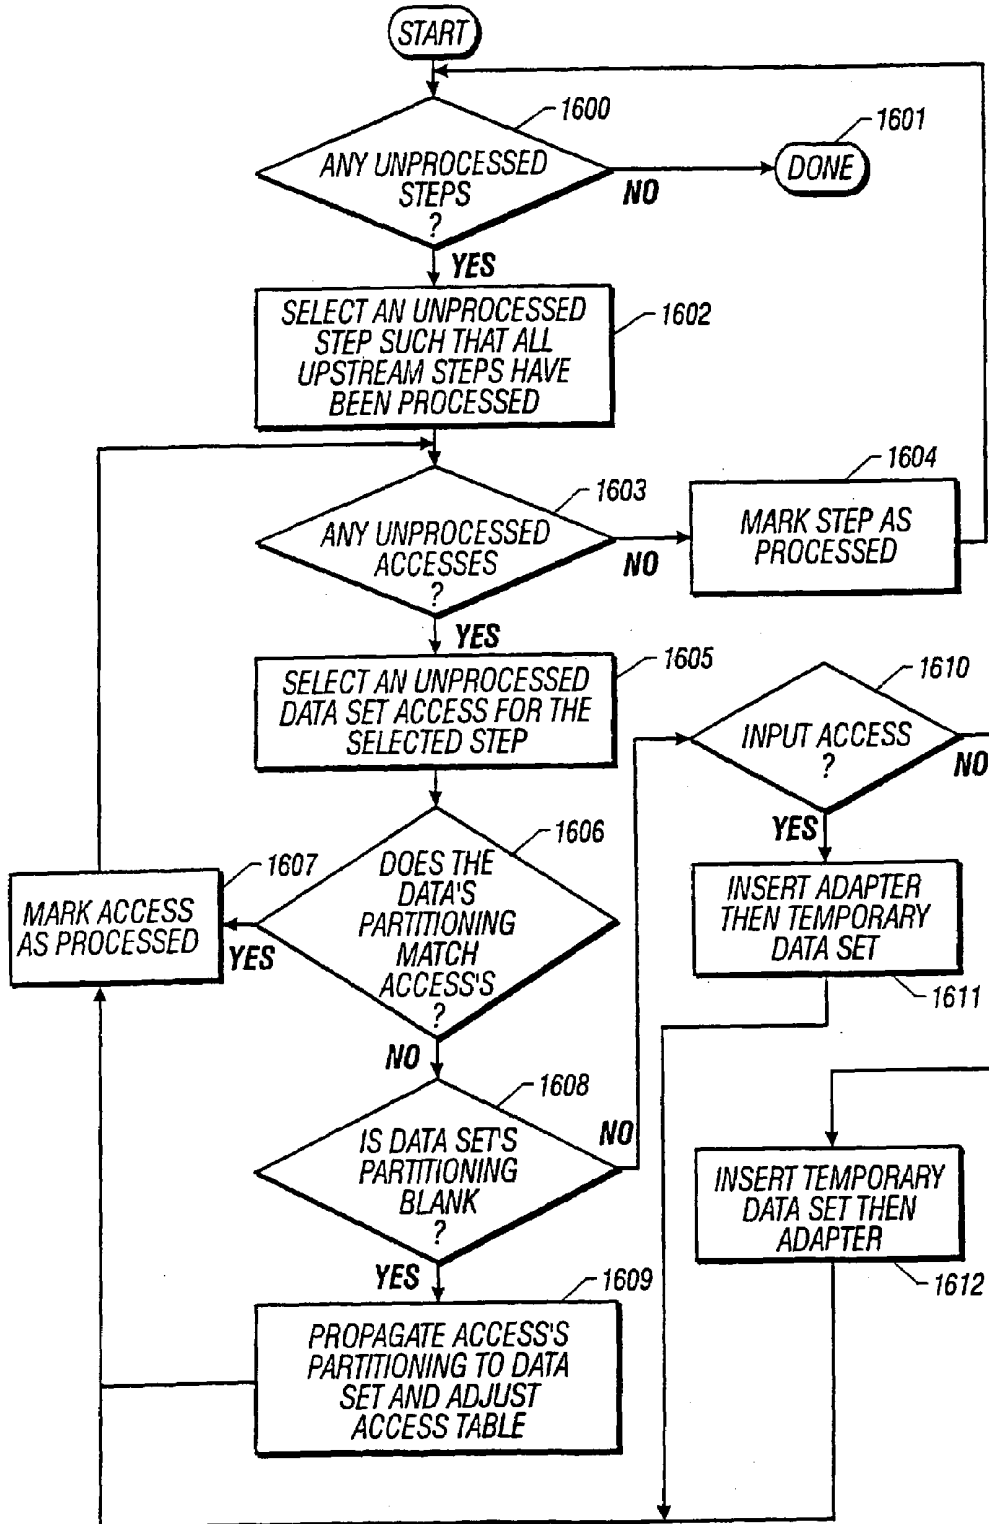 START
1600
ANY UNPROCESSED
STEPS
?
NO
1601
DONE
YES
SELECT AN UNPROCESSED
STEP SUCH THAT ALL
UPSTREAM STEPS HAVE
BEEN PROCESSED
1602
1603
ANY UNPROCESSED
ACCESSES
?
NO
1604
MARK STEP AS
PROCESSED
YES
SELECT AN UNPROCESSED
DATA SET ACCESS FOR THE
SELECTED STEP
1605
1606
DOES THE
DATA'S
PARTITIONING
MATCH
ACCESS'S
?
YES
1607
MARK ACCESS
AS PROCESSED
NO
1608
IS DATA SET'S
PARTITIONING
BLANK
?
NO
YES
1609
PROPAGATE ACCESS'S
PARTITIONING TO DATA
SET AND ADJUST
ACCESS TABLE
1610
INPUT ACCESS
?
NO
YES
INSERT ADAPTER
THEN TEMPORARY
DATA SET
1611
INSERT TEMPORARY
DATA SET THEN
ADAPTER
1612